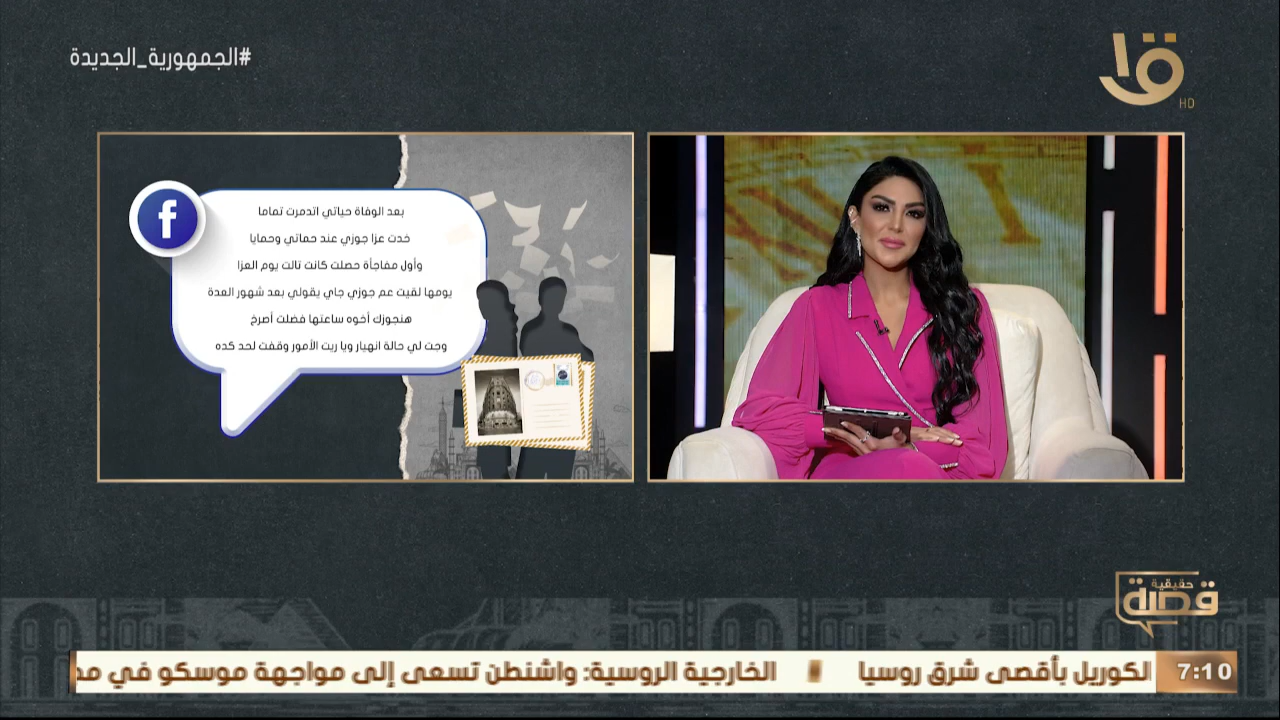 #الجمهورية_الجديدة
HD
f
بعد الوفاة حياتي اتدمرت تماما
خدت عزا جوزي عند حماتي وحمايا
وأول مفاجأة حصلت كانت تالت يوم العزا
يومها لقيت عم جوزي جاي يقولي بعد شهور العدة
هنجوزك أخوه ساعتها فضلت أصرخ
وجت لي حالة انهيار ويا ريت الأمور وقفت لحد كده
قصة
حقيقية
7:10
الكوريل بأقصى شرق روسيا
الخارجية الروسية: واشنطن تسعى إلى مواجهة موسكو في